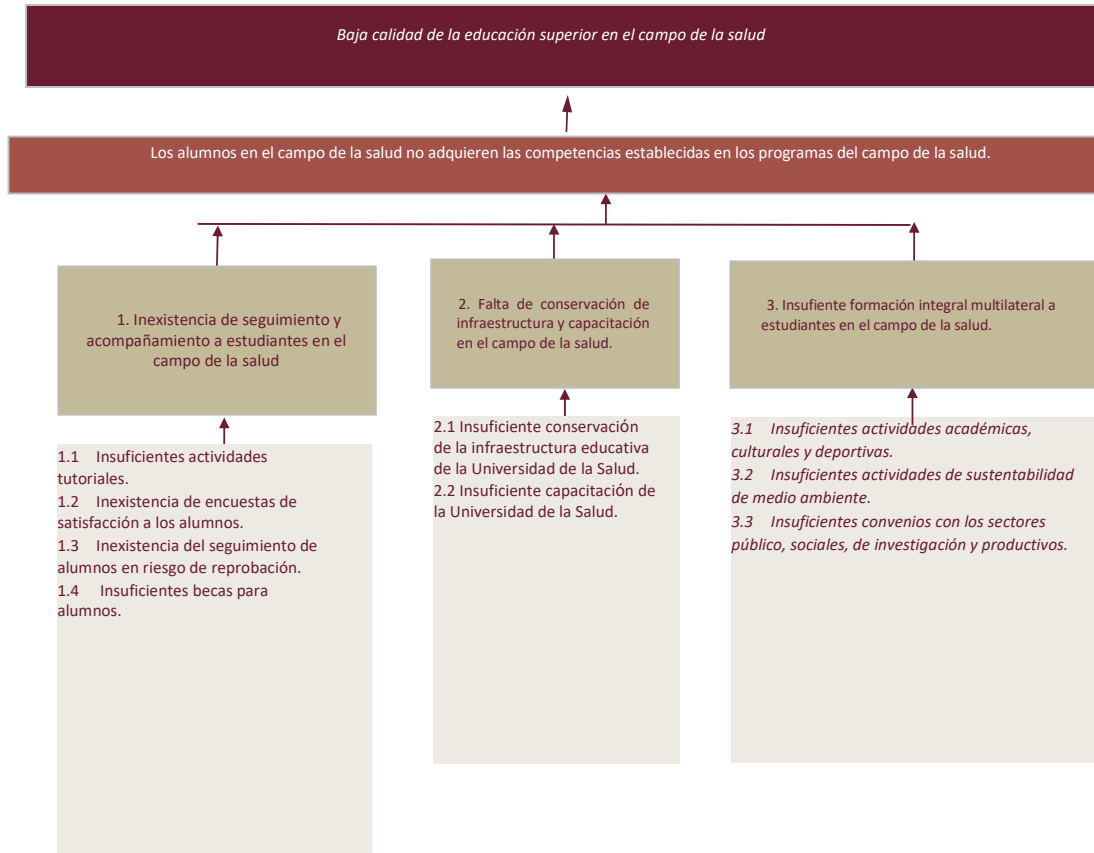 Baja calidad de la educación superior en el campo de la salud
Los alumnos en el campo de la salud no adquieren las competencias establecidas en los programas del campo de la salud.
1. Inexistencia de seguimiento y
acompañamiento a estudiantes en el
campo de la salud
2. Falta de conservación de
infraestructura y capacitación
en el campo de la salud.
3. Insufiente formación integral multilateral a
estudiantes en el campo de la salud.
1.1 Insuficientes actividades
tutoriales.
1.2 Inexistencia de encuestas de
satisfacción a los alumnos.
1.3 Inexistencia del seguimiento de
alumnos en riesgo de reprobación.
1.4 Insuficientes becas para
alumnos.
2.1 Insuficiente conservación
de la infraestructura educativa
de la Universidad de la Salud.
2.2 Insuficiente capacitación de
la Universidad de la Salud.
3.1 Insuficientes actividades académicas,
culturales y deportivas.
3.2 Insuficientes actividades de sustentabilidad
de medio ambiente.
3.3 Insuficientes convenios con los sectores
público, sociales, de investigación y productivos.